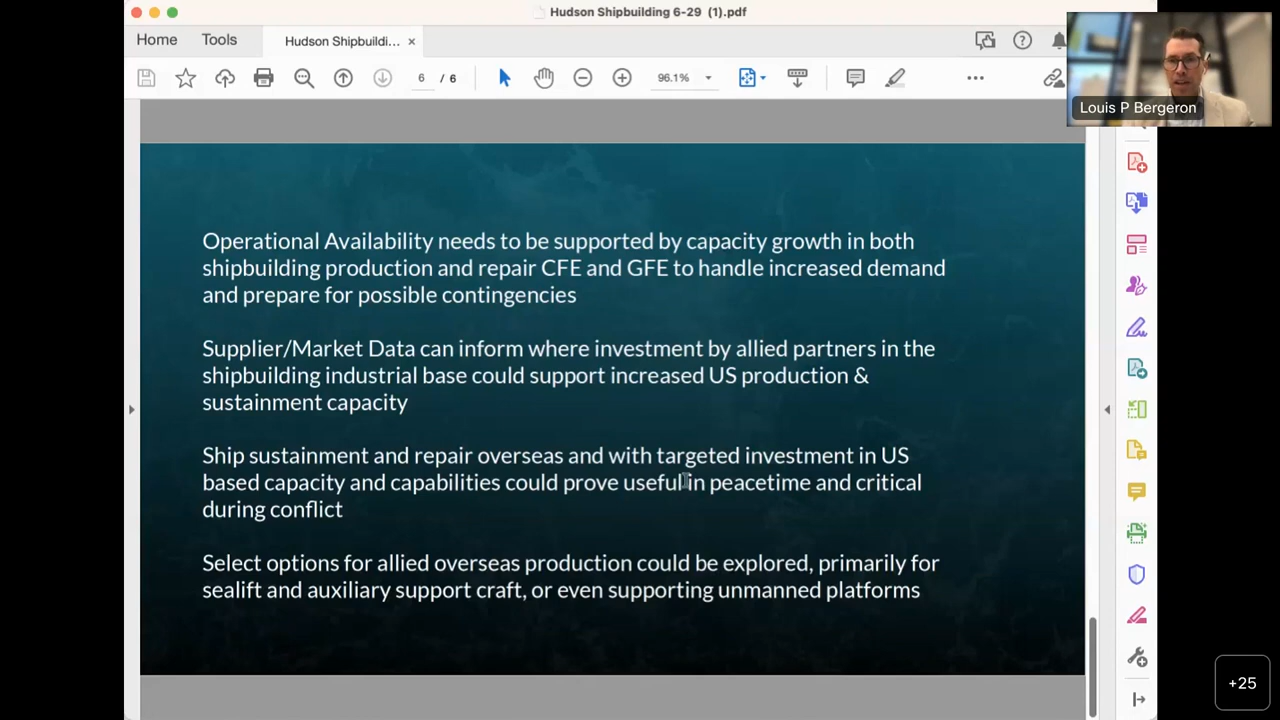 Hudson Shipbuilding 6-29 (1).pdf
Home
Tools
Hudson Shipbuildi...
6 / 6
96.1%
Louis P Bergeron
Operational Availability needs to be supported by capacity growth in both
shipbuilding production and repair CFE and GFE to handle increased demand
and prepare for possible contingencies
Supplier/Market Data can inform where investment by allied partners in the
shipbuilding industrial base could support increased US production &
sustainment capacity
Ship sustainment and repair overseas and with targeted investment in US
based capacity and capabilities could prove useful in peacetime and critical
during conflict
Select options for allied overseas production could be explored, primarily for
sealift and auxiliary support craft, or even supporting unmanned platforms
+25